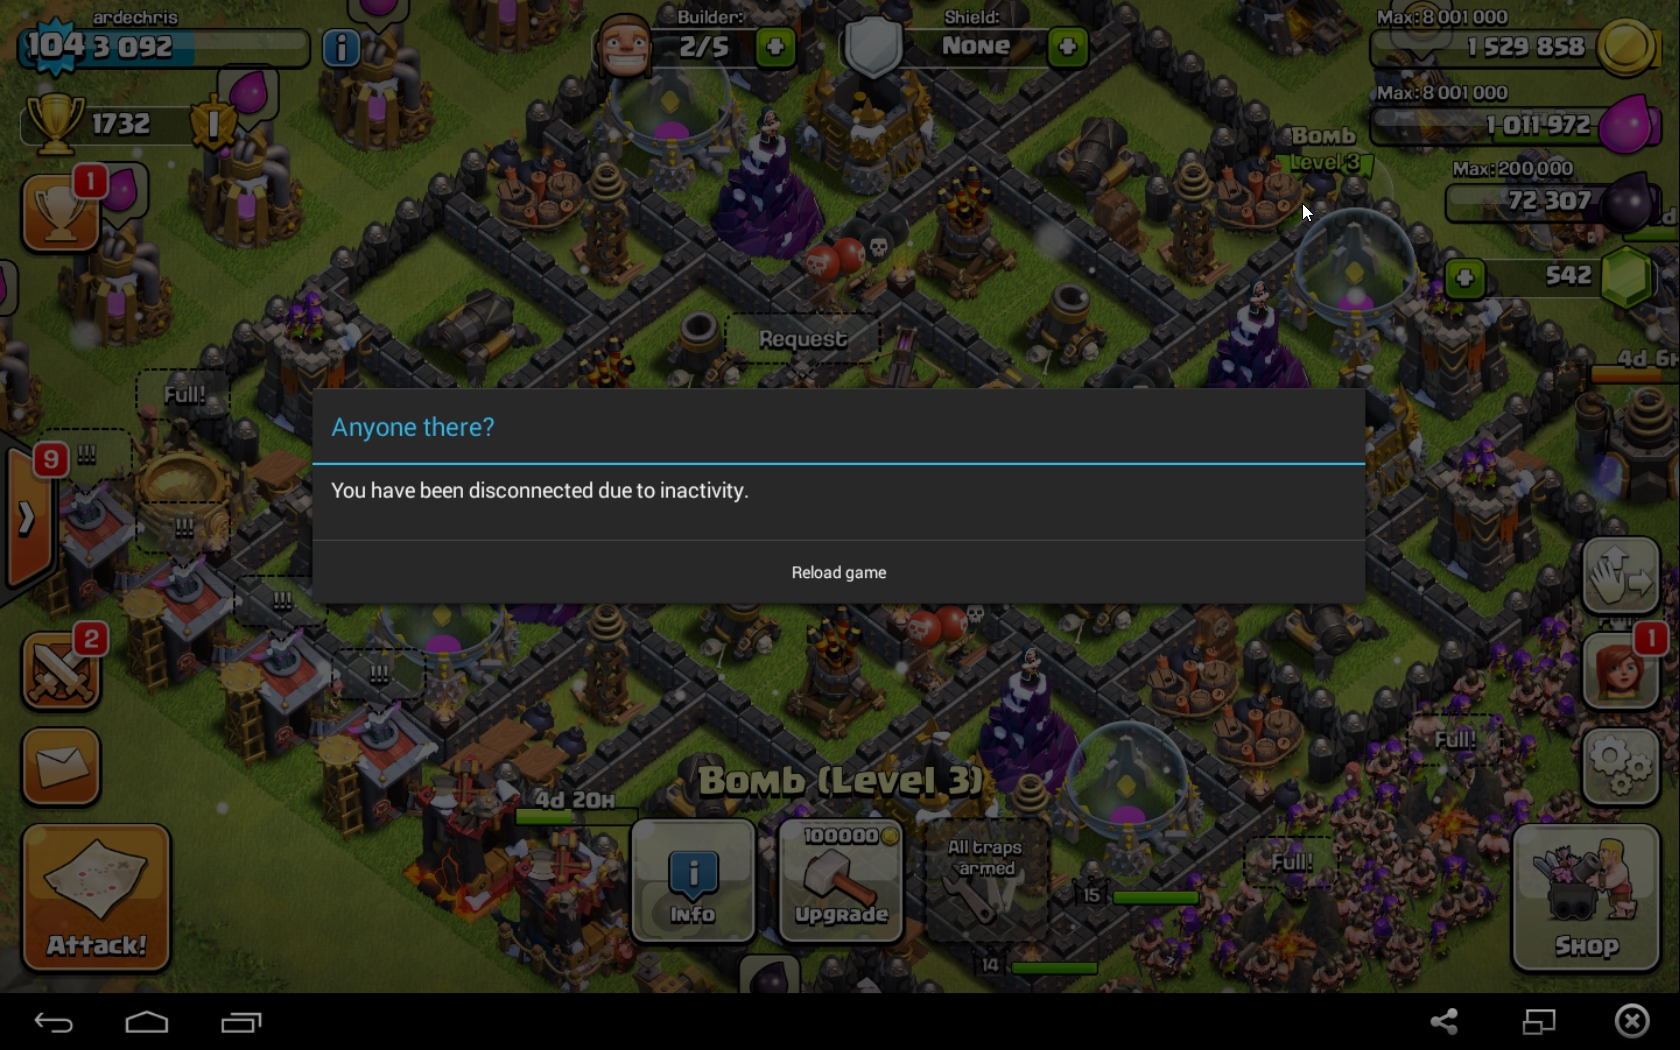 ardechris
104 3 092
Builder:
2/5
Shield:
None
Max: 8 001 000
1 529 858
Max: 8 001 000
1 011 972
Max: 200 000
72 307
542
1732
1
Bomb
Level 3
Request
Full!
4d 6H
9
!!!
!!!
!!!
!!!
Anyone there?
You have been disconnected due to inactivity.
Reload game
2
1
Full!
Bomb (Level 3)
4d 20H
Info
100000
Upgrade
All traps
armed
15
14
Full!
Attack!
Shop